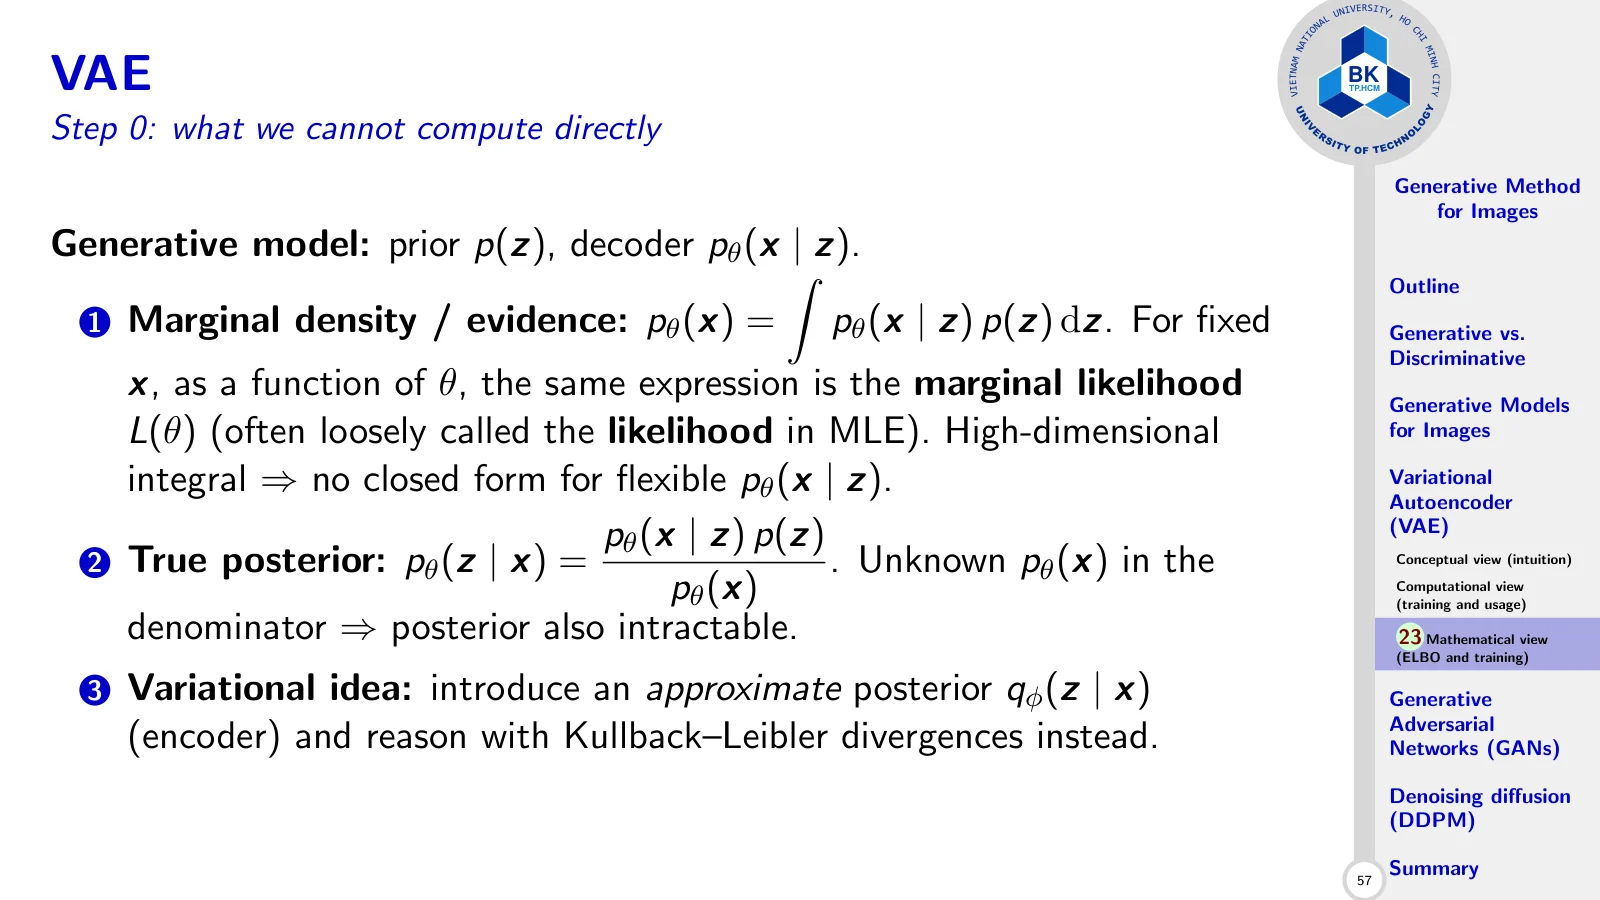 VAE
Step 0: what we cannot compute directly
Generative model: prior p(z), decoder pθ(x | z).
1 Marginal density / evidence: pθ(x) = ∫ pθ(x | z) p(z) dz. For fixed
x, as a function of θ, the same expression is the marginal likelihood
L(θ) (often loosely called the likelihood in MLE). High-dimensional
integral ⇒ no closed form for flexible pθ(x | z).
2 True posterior: pθ(z | x) = pθ(x | z) p(z) / pθ(x). Unknown pθ(x) in the
denominator ⇒ posterior also intractable.
3 Variational idea: introduce an approximate posterior qϕ(z | x)
(encoder) and reason with Kullback–Leibler divergences instead.
VIETNAM NATIONAL UNIVERSITY, HO CHI MINH CITY
BK
TP.HCM
UNIVERSITY OF TECHNOLOGY
Generative Method
for Images
Outline
Generative vs.
Discriminative
Generative Models
for Images
Variational
Autoencoder
(VAE)
Conceptual view (intuition)
Computational view
(training and usage)
23 Mathematical view
(ELBO and training)
Generative
Adversarial
Networks (GANs)
Denoising diffusion
(DDPM)
Summary
57